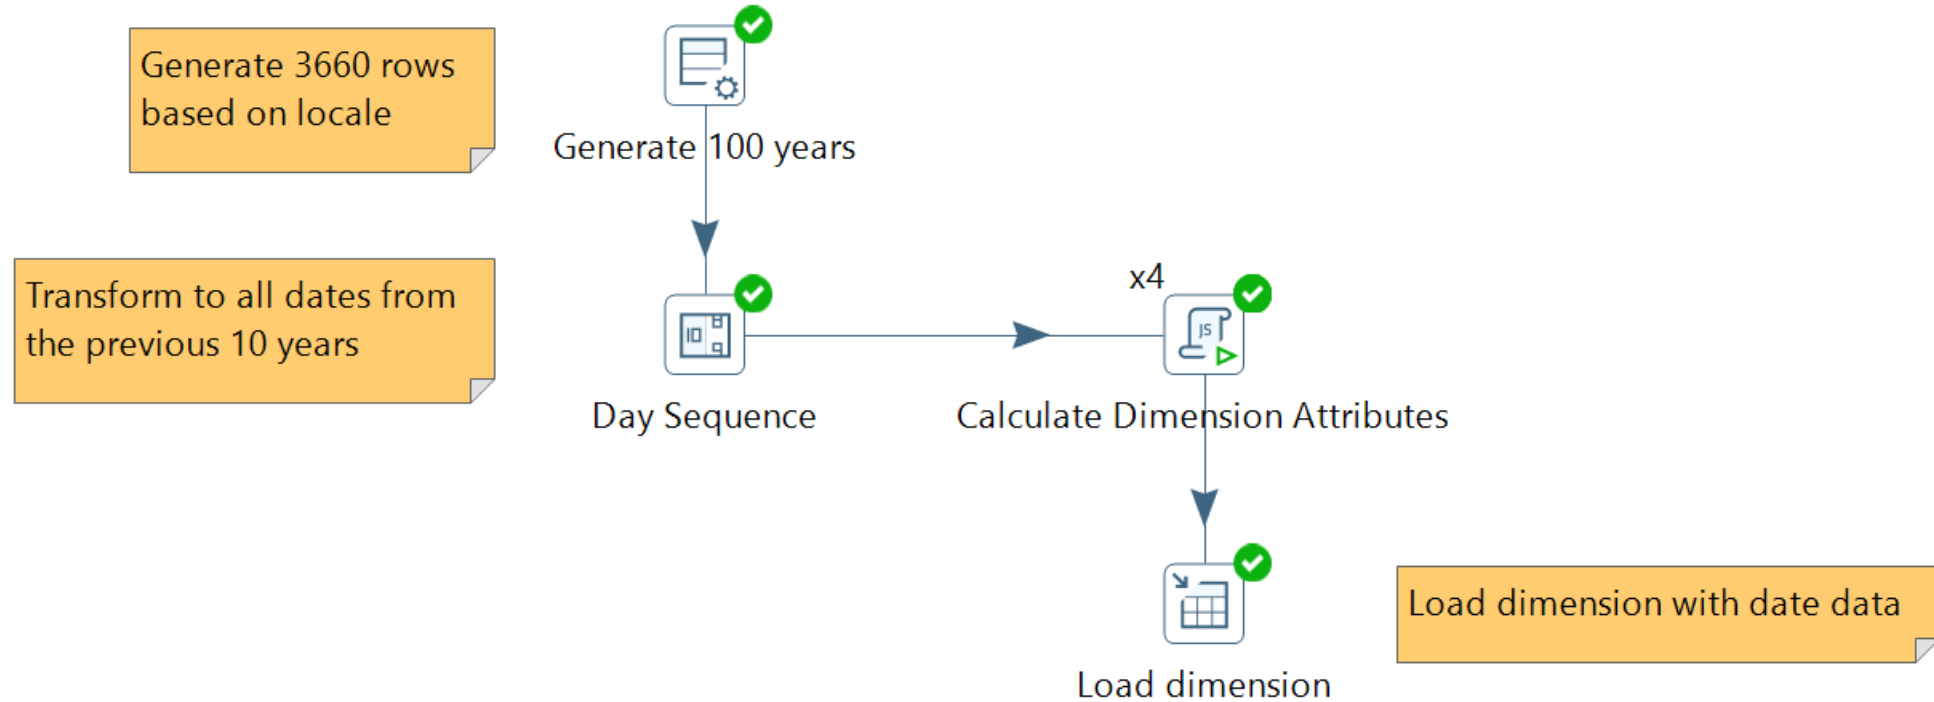 Generate 3660 rows
based on locale
Generate 100 years
Transform to all dates from
the previous 10 years
x4
JS
Day Sequence
Calculate Dimension Attributes
Load dimension with date data
Load dimension